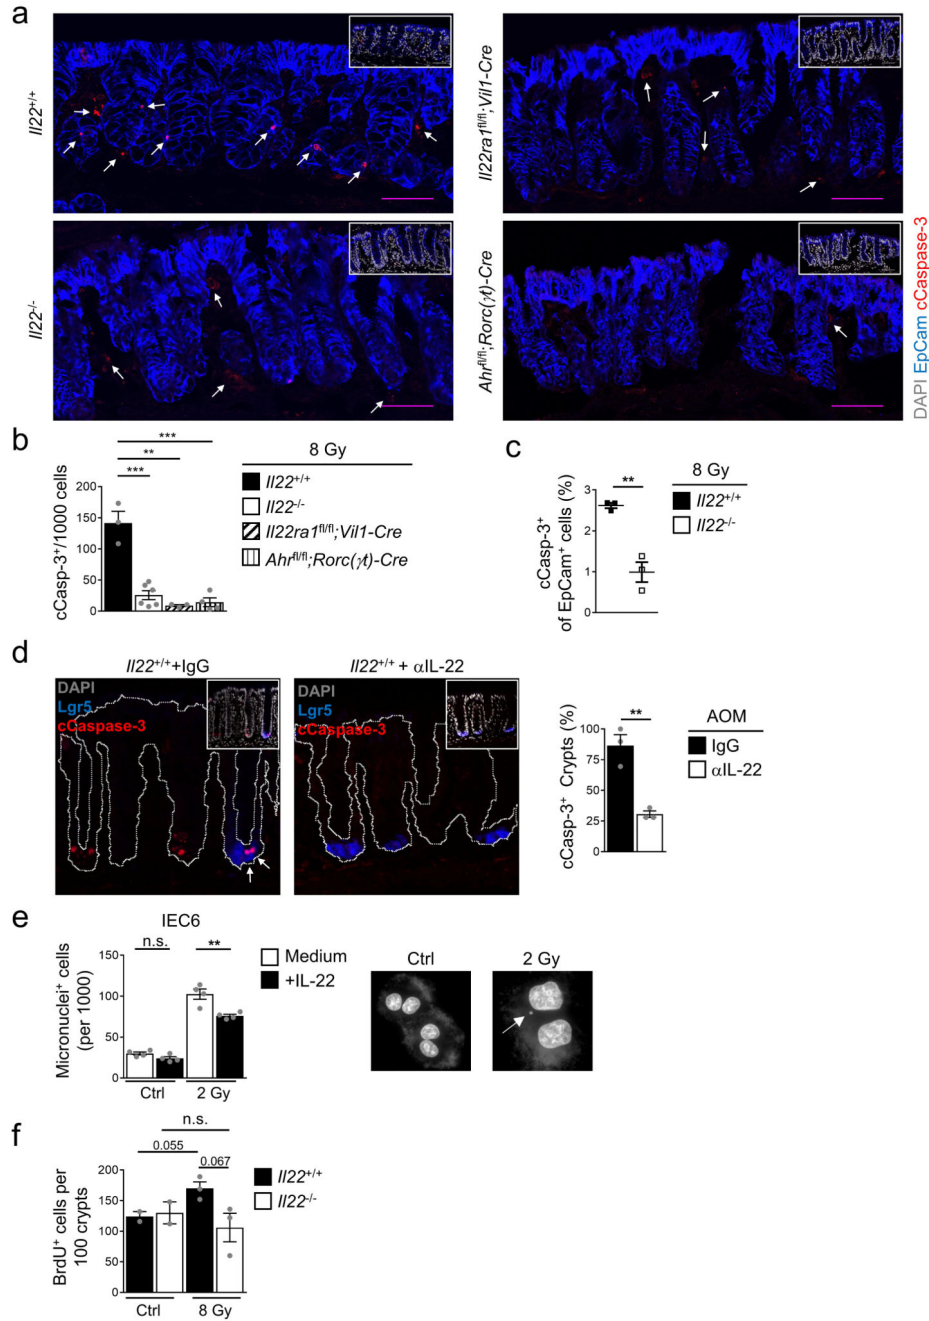 a
Il22+/+
Il22ra1fl/fl;Vil1-Cre
Il22-/-
Ahrfl/fl;Rorc(γt)-Cre
DAPI EpCam cCaspase-3
b
cCasp-3+/1000 cells
200
150
100
50
0
***
**
***
8 Gy
Il22+/+
Il22-/-
Il22ra1fl/fl;Vil1-Cre
Ahrfl/fl;Rorc(γt)-Cre
c
cCasp-3+
of EpCam+ cells (%)
3
2
1
0
**
8 Gy
Il22+/+
Il22-/-
d
Il22+/++IgG
DAPI
Lgr5
cCaspase-3
Il22+/+ + αIL-22
DAPI
Lgr5
cCaspase-3
cCasp-3+ Crypts (%)
100
75
50
25
0
**
AOM
IgG
αIL-22
e
IEC6
Micronuclei+ cells
(per 1000)
150
100
50
0
n.s.
**
Ctrl
2 Gy
Medium
+IL-22
Ctrl
2 Gy
f
BrdU+ cells per
100 crypts
200
150
100
50
0
n.s.
0.055
0.067
Ctrl
8 Gy
Il22+/+
Il22-/-